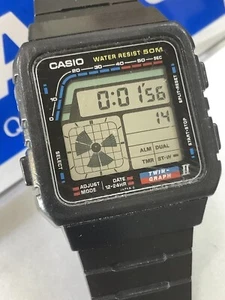 WATER RESIST 50M
CASIO
20 30 40 50 SEC
SPLIT/RESET
0:01'56
14
START/STOP
SELECT
ALM DUAL
TMR ST-W
TWIN-
GRAPH II
ADJUST DATE
MODE 12-24HR